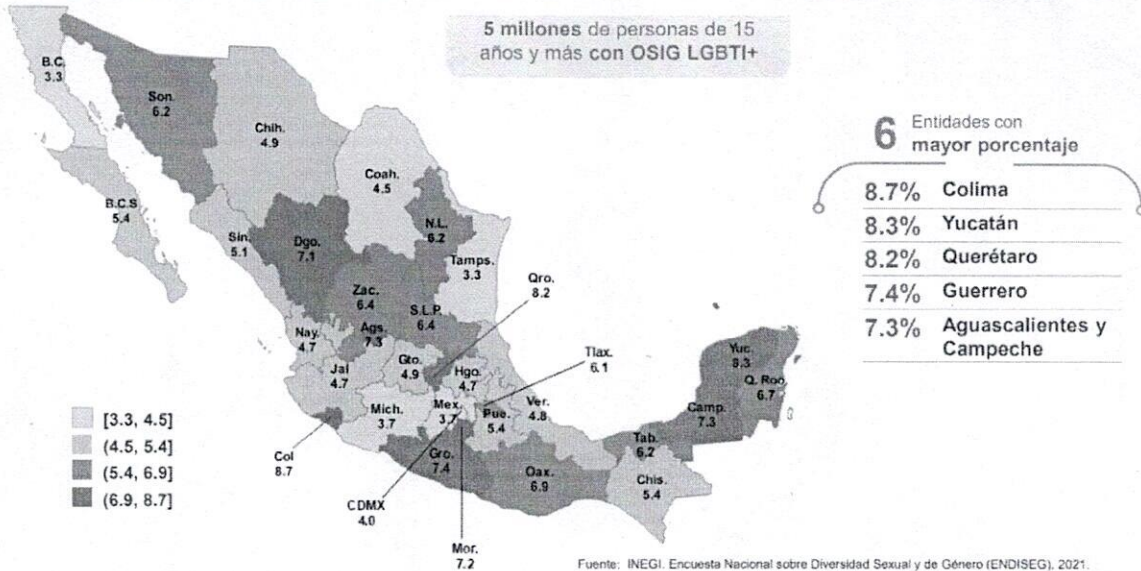 5 millones de personas de 15
años y más con OSIG LGBTI+
B.C.
3.3
Son.
6.2
Chih.
4.9
Coah.
4.5
B.C.S
5.4
Sin.
5.1
Dgo.
7.1
N.L.
6.2
Tamps.
3.3
Zac.
6.4
S.L.P.
6.4
Qro.
8.2
Nay.
4.7
Ags.
7.3
Jal
4.7
Gto.
4.9
Hgo.
4.7
Tlax.
6.1
Mich.
3.7
Mex.
3.7
Pue.
5.4
Ver.
4.8
Yuc.
8.3
Q. Roo
6.7
Camp.
7.3
Tab.
6.2
Col
8.7
Gro.
7.4
Oax.
6.9
Chis.
5.4
CDMX
4.0
Mor.
7.2
[3.3, 4.5]
(4.5, 5.4]
(5.4, 6.9]
(6.9, 8.7]
6 Entidades con
mayor porcentaje
8.7% Colima
8.3% Yucatán
8.2% Querétaro
7.4% Guerrero
7.3% Aguascalientes y
Campeche
Fuente: INEGI. Encuesta Nacional sobre Diversidad Sexual y de Género (ENDISEG), 2021.